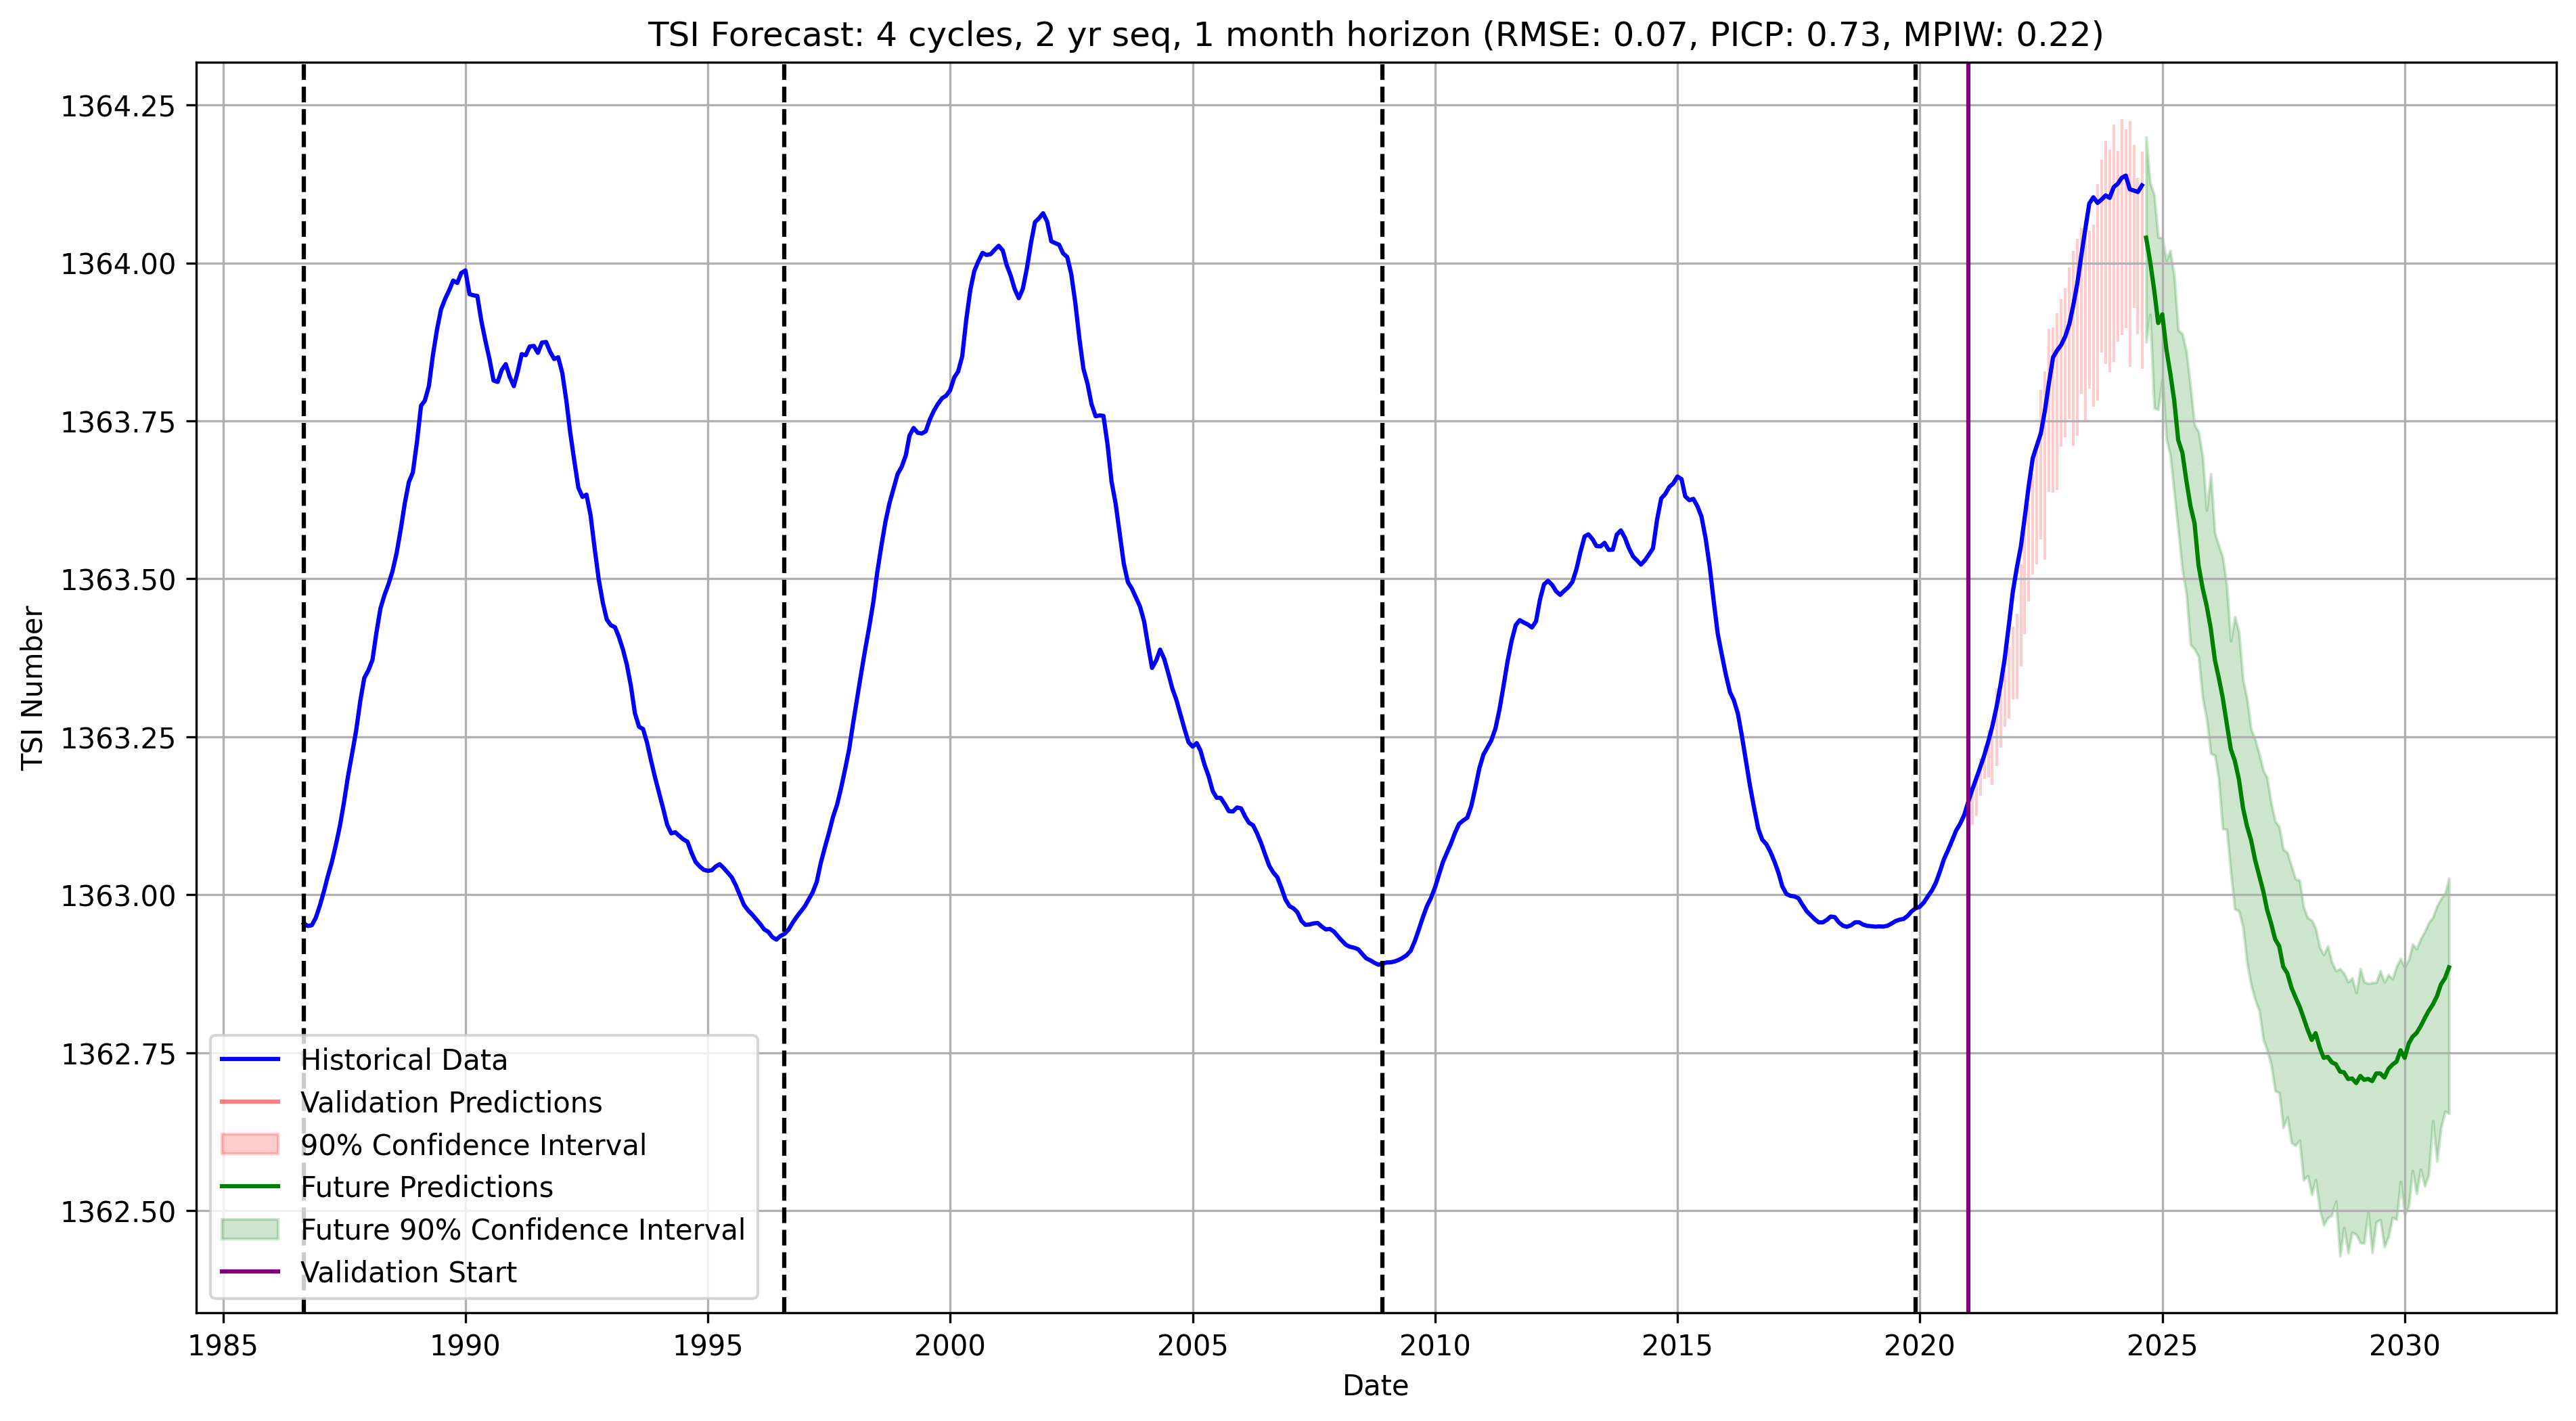 TSI Forecast: 4 cycles, 2 yr seq, 1 month horizon (RMSE: 0.07, PICP: 0.73, MPIW: 0.22)
TSI Number
1364.25
1364.00
1363.75
1363.50
1363.25
1363.00
1362.75
1362.50
Historical Data
Validation Predictions
90% Confidence Interval
Future Predictions
Future 90% Confidence Interval
Validation Start
1985 1990 1995 2000 2005 2010 2015 2020 2025 2030
Date